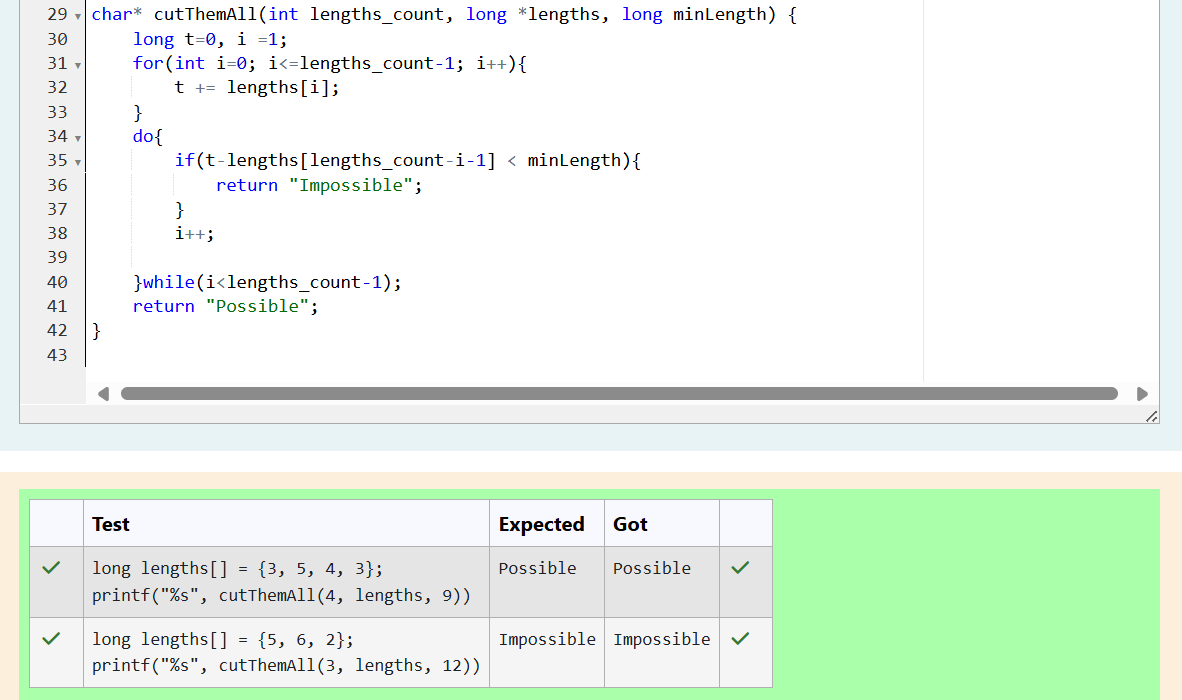 29 char* cutThemAll(int lengths_count, long *lengths, long minLength) {
30     long t=0, i =1;
31     for(int i=0; i<=lengths_count-1; i++){
32         t += lengths[i];
33     }
34     do{
35         if(t-lengths[lengths_count-i-1] < minLength){
36             return "Impossible";
37         }
38         i++;
39
40     }while(i<lengths_count-1);
41     return "Possible";
42 }
43
Test Expected Got
long lengths[] = {3, 5, 4, 3}; Possible Possible
printf("%s", cutThemAll(4, lengths, 9))
long lengths[] = {5, 6, 2}; Impossible Impossible
printf("%s", cutThemAll(3, lengths, 12))